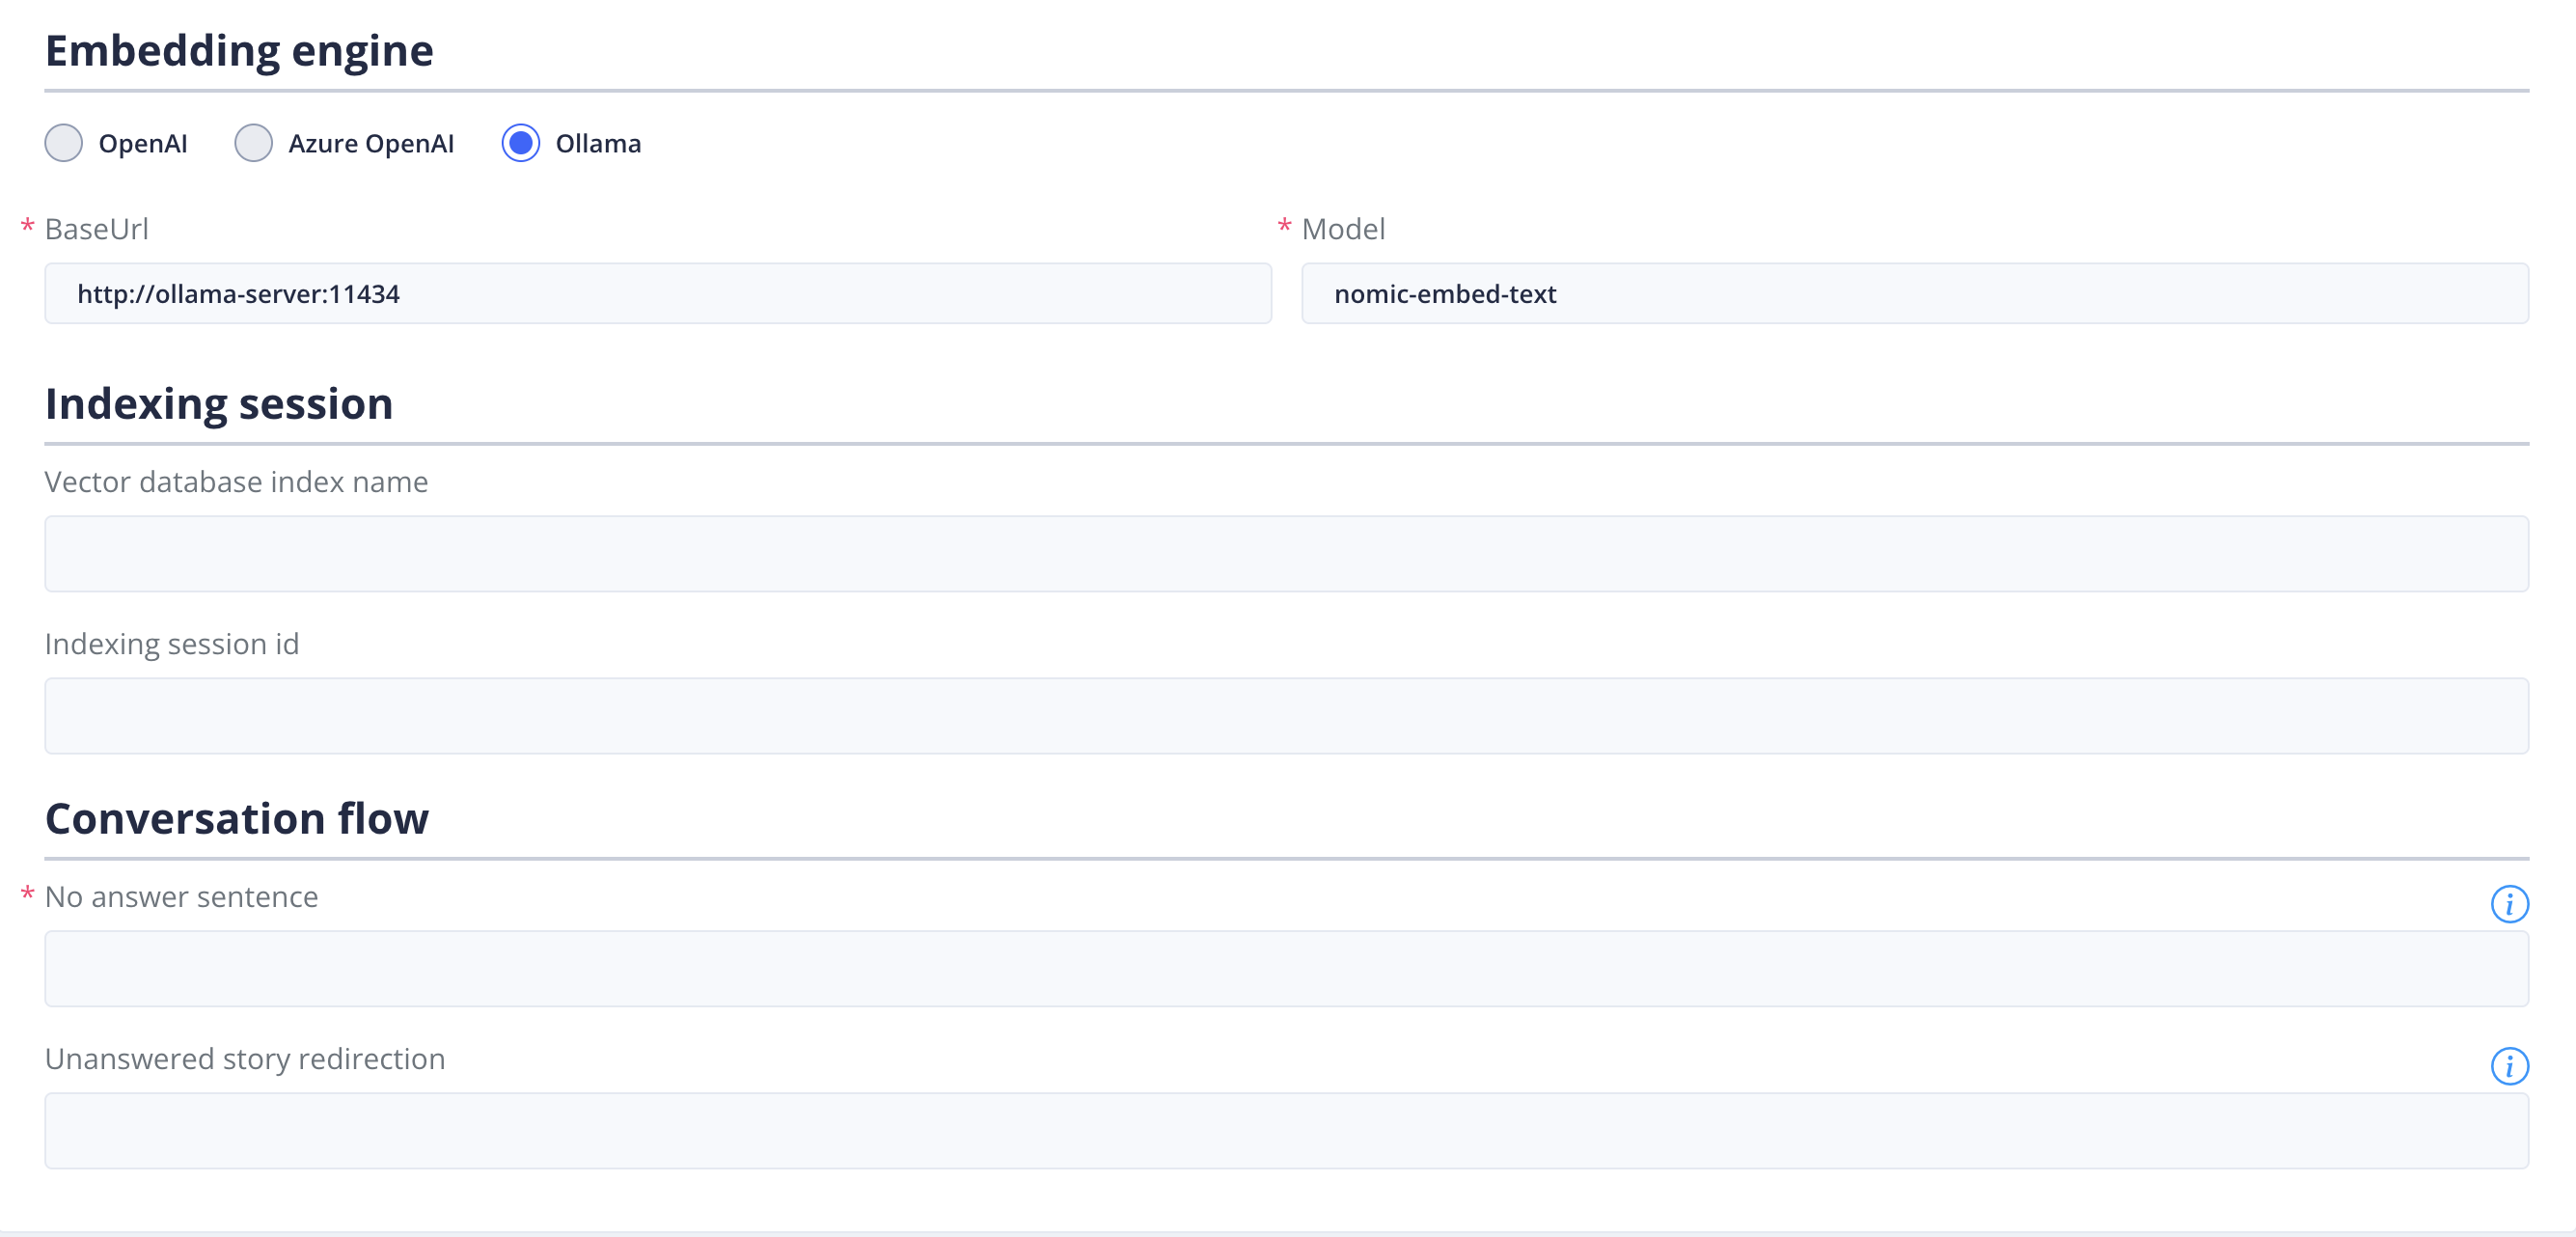 Embedding engine
OpenAI Azure OpenAI Ollama
* BaseUrl * Model
http://ollama-server:11434 nomic-embed-text
Indexing session
Vector database index name
Indexing session id
Conversation flow
* No answer sentence i
Unanswered story redirection i